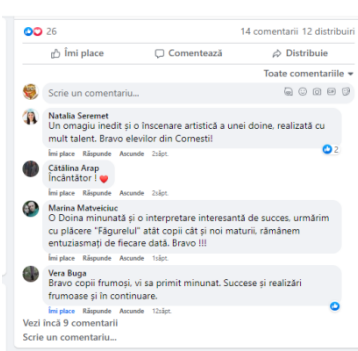 26
14 comentarii 12 distribuiri
Îmi place
Comentează
Distribuie
Toate comentariile
Scrie un comentariu...
Natalia Seremet
Un omagiu inedit și o înscenare artistică a unei doine, realizată cu
mult talent. Bravo elevilor din Cornesti!
2
Îmi place Răspunde Ascunde 2săpt.
Cătălina Arap
Încântător !
Îmi place Răspunde Ascunde 2săpt.
Marina Matveiciuc
O Doina minunată și o interpretare interesantă de succes, urmărim
cu plăcere "Făgurelul" atât copii cât și noi maturii, rămânem
entuziasmați de fiecare dată. Bravo !!!
Îmi place Răspunde Ascunde 1săpt.
Vera Buga
Bravo copii frumoși, vi sa primit minunat. Succese și realizări
frumoase și în continuare.
Îmi place Răspunde Ascunde 12săpt.
Vezi încă 9 comentarii
Scrie un comentariu...